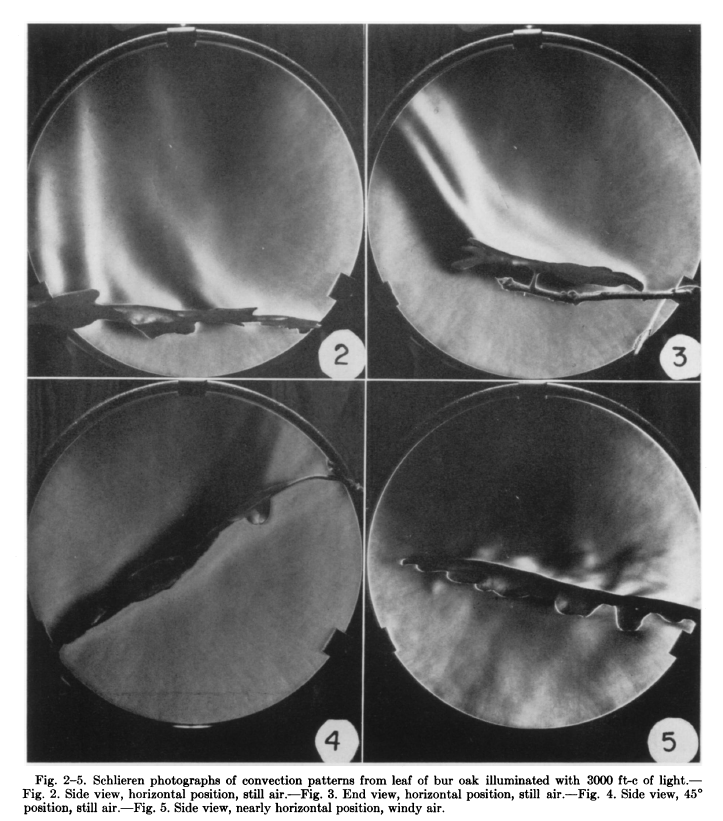 2
3
4
5
Fig. 2–5. Schlieren photographs of convection patterns from leaf of bur oak illuminated with 3000 ft-c of light.—
Fig. 2. Side view, horizontal position, still air.—Fig. 3. End view, horizontal position, still air.—Fig. 4. Side view, 45°
position, still air.—Fig. 5. Side view, nearly horizontal position, windy air.